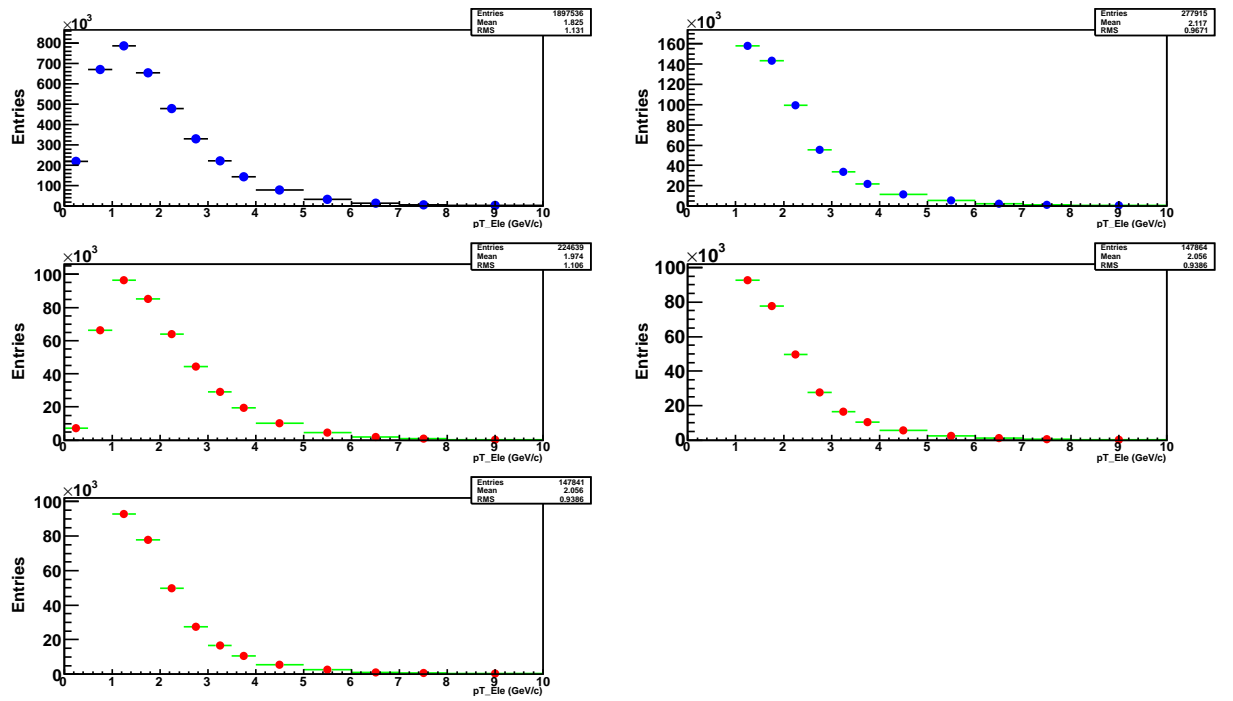 Entries 1897536
Mean 1.825
RMS 1.131
×10³
Entries
800
700
600
500
400
300
200
100
0
0 1 2 3 4 5 6 7 8 9 10
pT_Ele (GeV/c)
Entries 277915
Mean 2.117
RMS 0.9671
×10³
Entries
160
140
120
100
80
60
40
20
0
0 1 2 3 4 5 6 7 8 9 10
pT_Ele (GeV/c)
Entries 224639
Mean 1.974
RMS 1.106
×10³
Entries
100
80
60
40
20
0
0 1 2 3 4 5 6 7 8 9 10
pT_Ele (GeV/c)
Entries 147864
Mean 2.056
RMS 0.9386
×10³
Entries
100
80
60
40
20
0
0 1 2 3 4 5 6 7 8 9 10
pT_Ele (GeV/c)
Entries 147841
Mean 2.056
RMS 0.9386
×10³
Entries
100
80
60
40
20
0
0 1 2 3 4 5 6 7 8 9 10
pT_Ele (GeV/c)